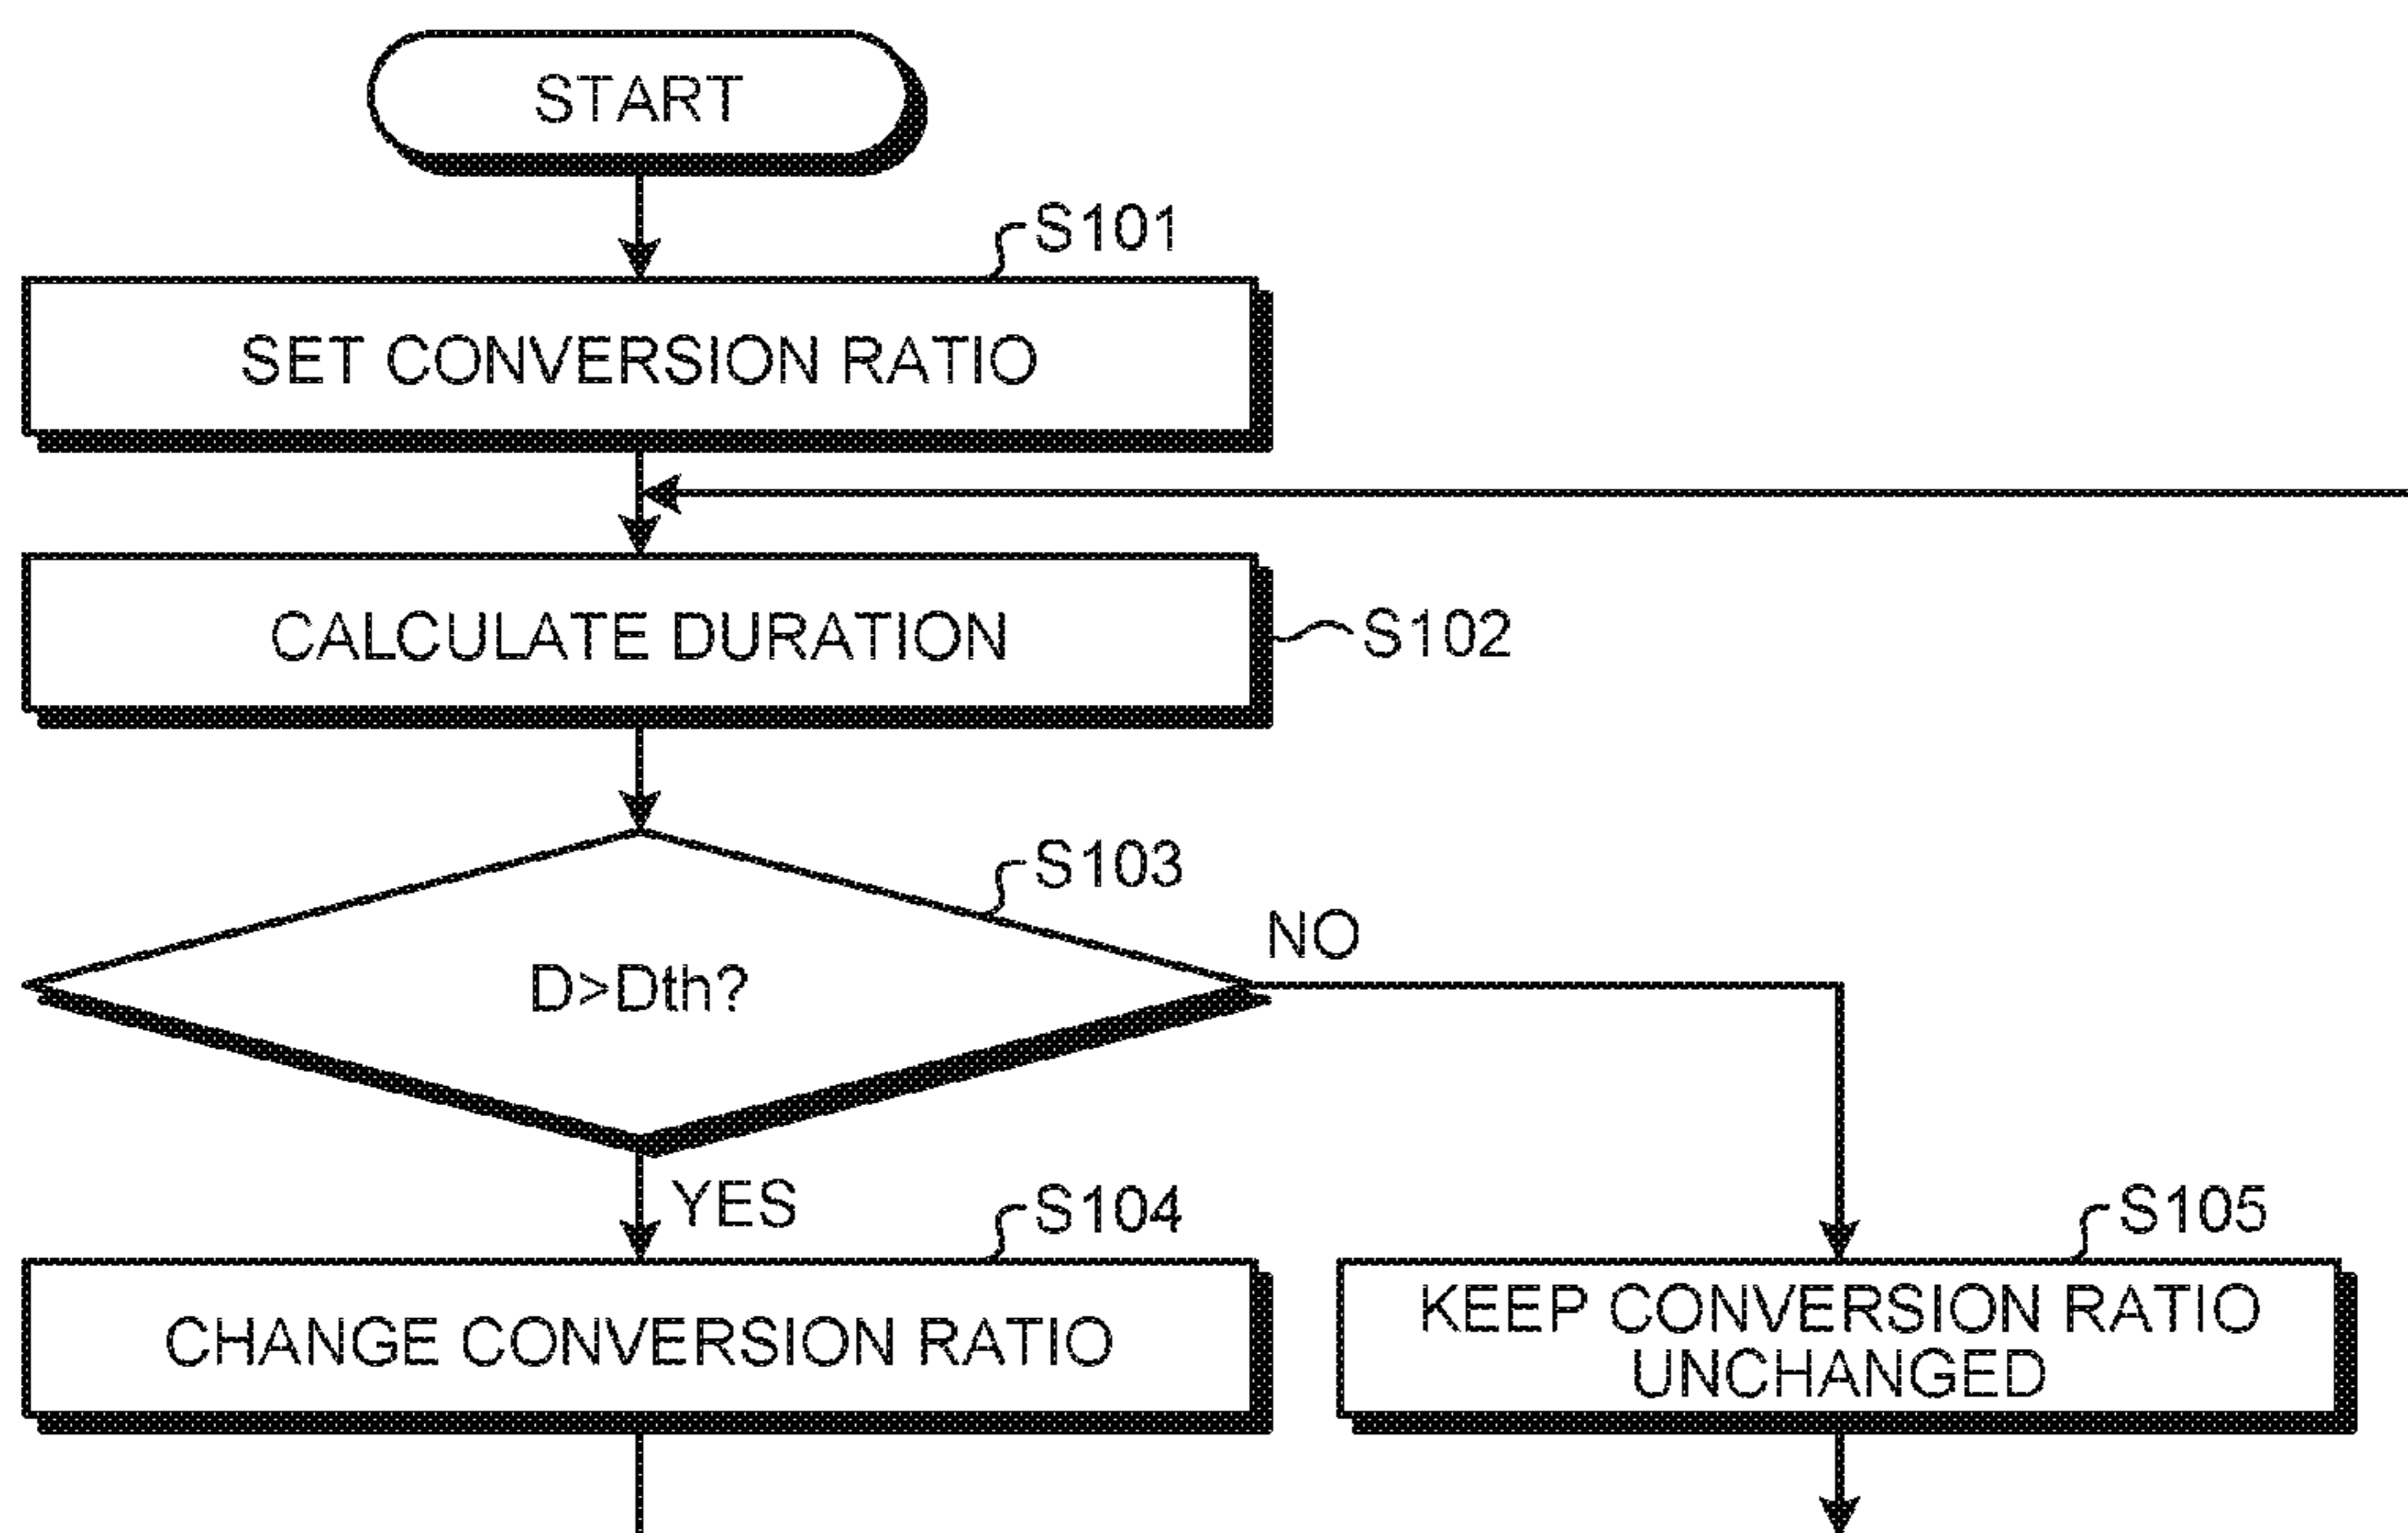 START
S101
SET CONVERSION RATIO
CALCULATE DURATION
S102
S103
NO
D>Dth?
YES
S104
S105
CHANGE CONVERSION RATIO
KEEP CONVERSION RATIO
UNCHANGED